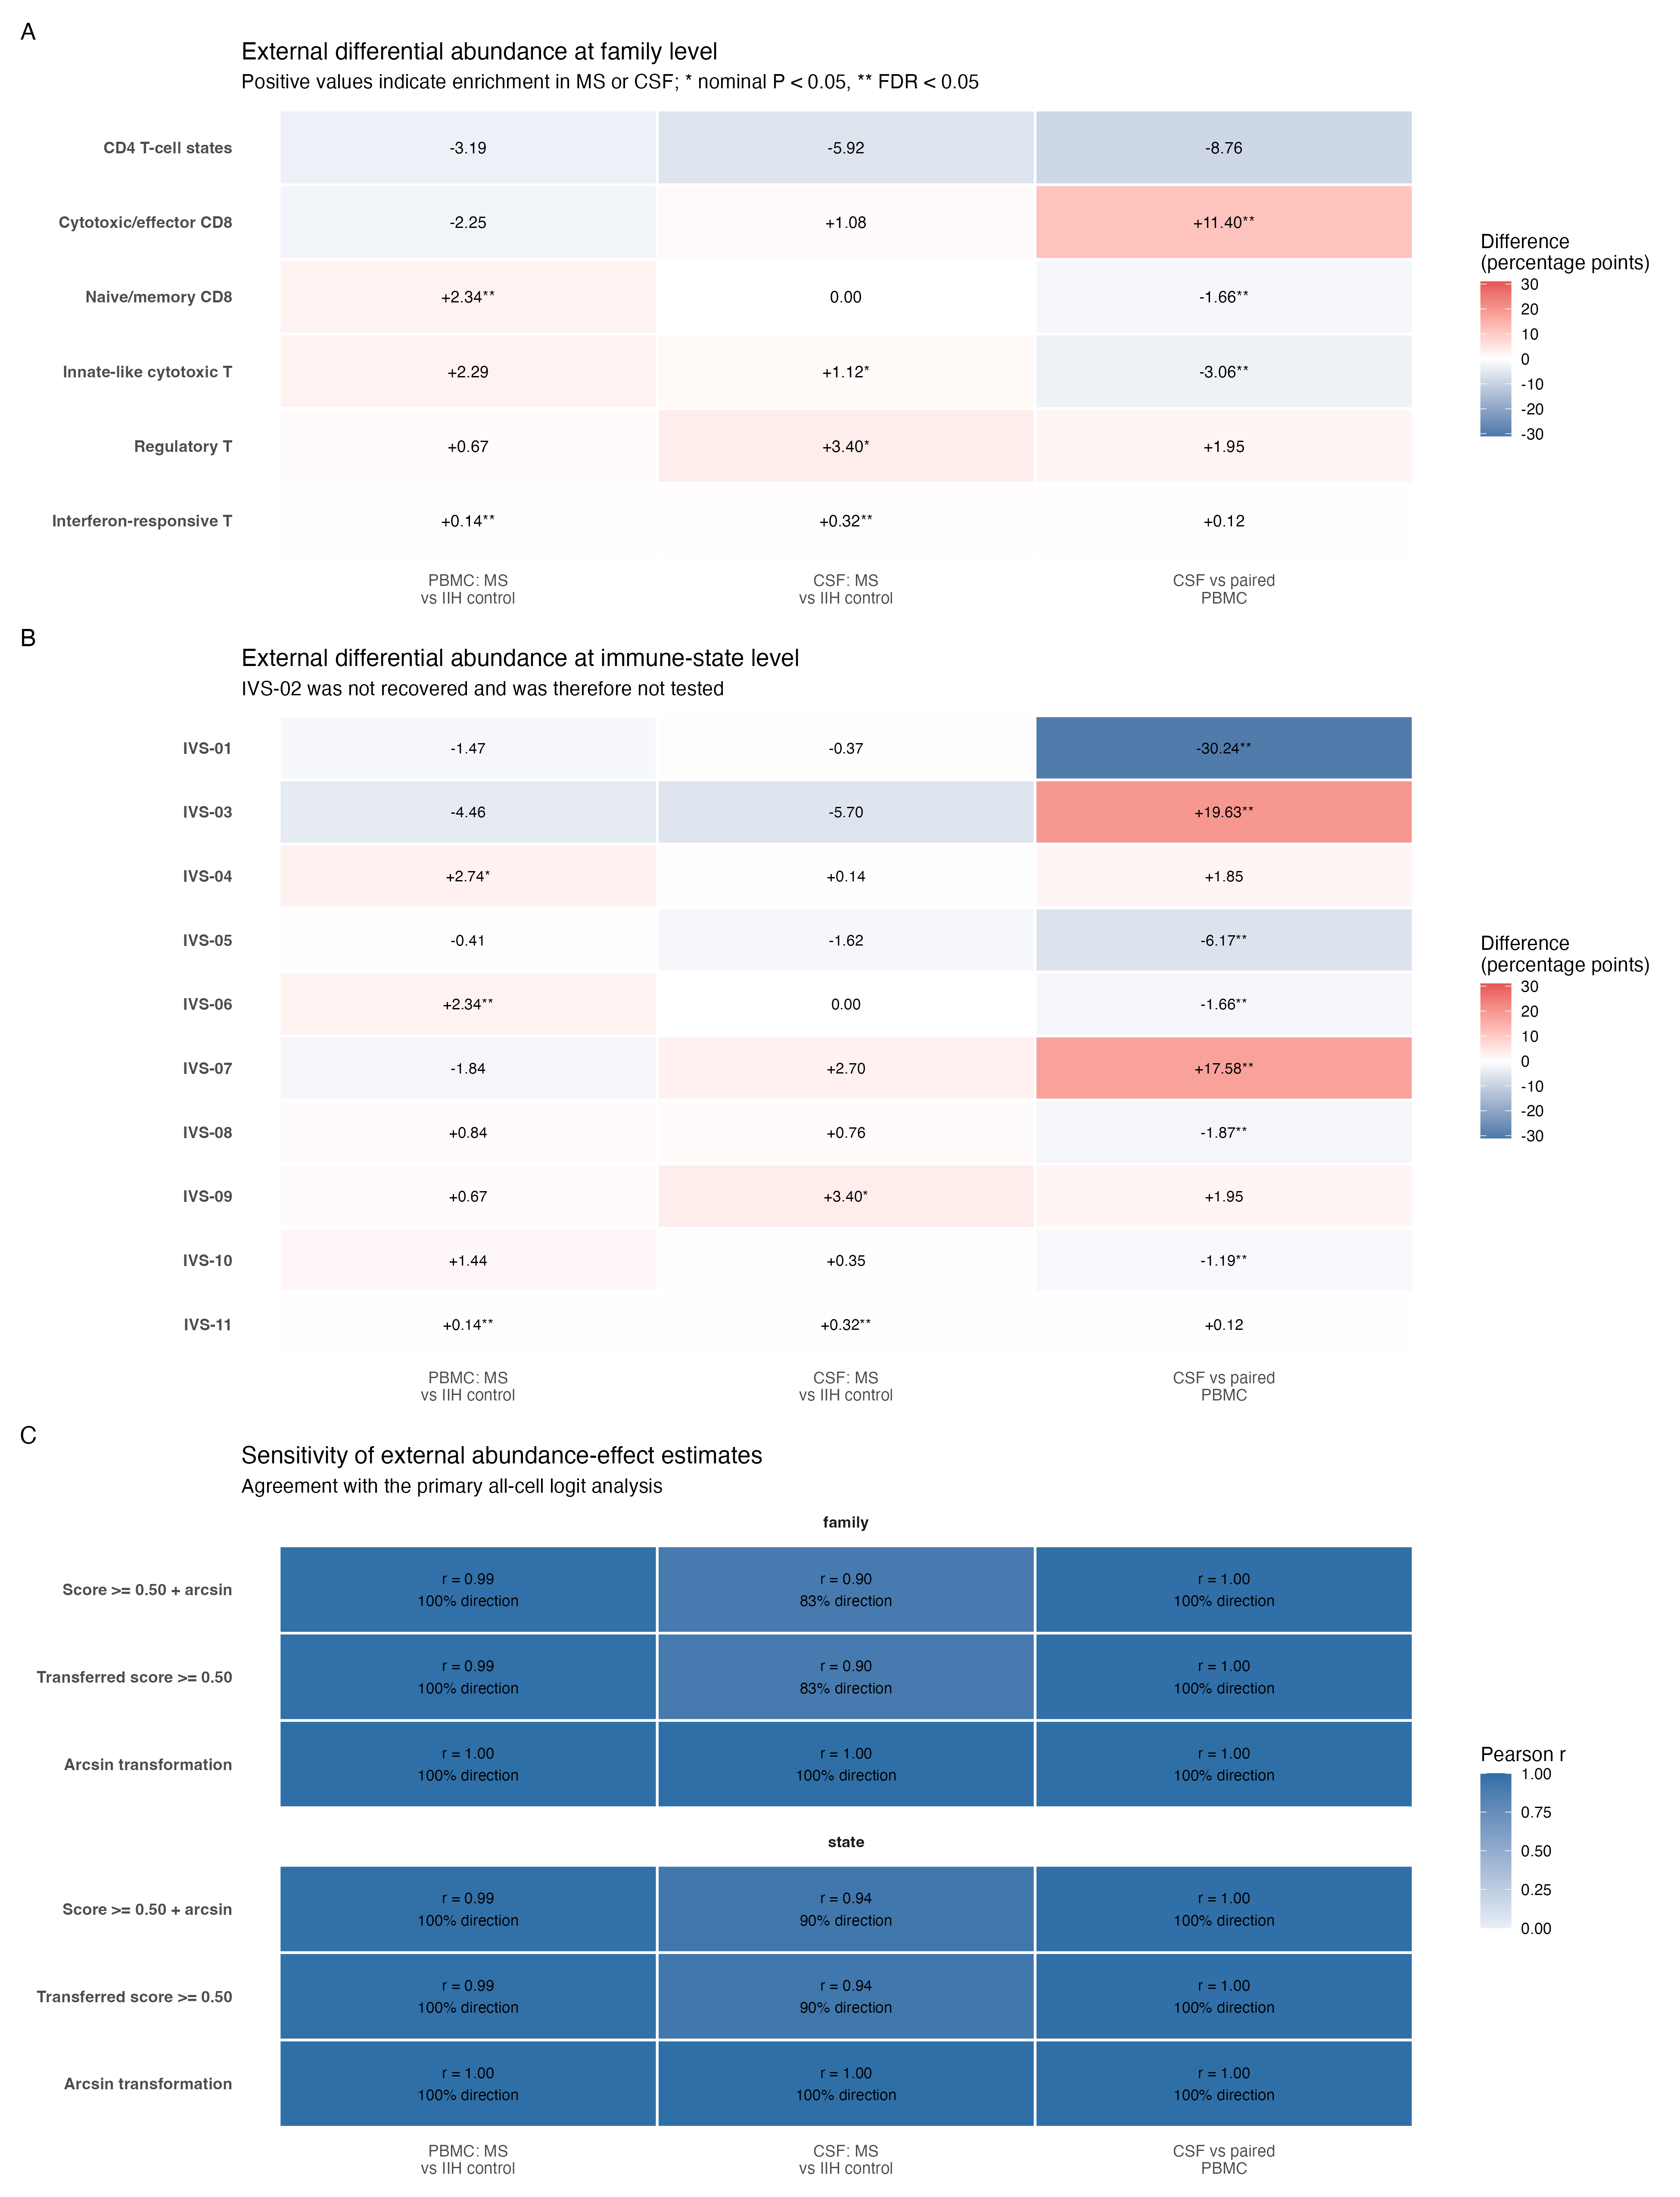 A
External differential abundance at family level
Positive values indicate enrichment in MS or CSF; * nominal P < 0.05, ** FDR < 0.05
CD4 T-cell states -3.19 -5.92 -8.76
Cytotoxic/effector CD8 -2.25 +1.08 +11.40**
Naive/memory CD8 +2.34** 0.00 -1.66**
Innate-like cytotoxic T +2.29 +1.12* -3.06**
Regulatory T +0.67 +3.40* +1.95
Interferon-responsive T +0.14** +0.32** +0.12
PBMC: MS CSF: MS CSF vs paired
vs IIH control vs IIH control PBMC
Difference
(percentage points)
30
20
10
0
-10
-20
-30
B
External differential abundance at immune-state level
IVS-02 was not recovered and was therefore not tested
IVS-01 -1.47 -0.37 -30.24**
IVS-03 -4.46 -5.70 +19.63**
IVS-04 +2.74* +0.14 +1.85
IVS-05 -0.41 -1.62 -6.17**
IVS-06 +2.34** 0.00 -1.66**
IVS-07 -1.84 +2.70 +17.58**
IVS-08 +0.84 +0.76 -1.87**
IVS-09 +0.67 +3.40* +1.95
IVS-10 +1.44 +0.35 -1.19**
IVS-11 +0.14** +0.32** +0.12
PBMC: MS CSF: MS CSF vs paired
vs IIH control vs IIH control PBMC
Difference
(percentage points)
30
20
10
0
-10
-20
-30
C
Sensitivity of external abundance-effect estimates
Agreement with the primary all-cell logit analysis
family
Score >= 0.50 + arcsin
r = 0.99 r = 0.90 r = 1.00
100% direction 83% direction 100% direction
Transferred score >= 0.50
r = 0.99 r = 0.90 r = 1.00
100% direction 83% direction 100% direction
Arcsin transformation
r = 1.00 r = 1.00 r = 1.00
100% direction 100% direction 100% direction
state
Score >= 0.50 + arcsin
r = 0.99 r = 0.94 r = 1.00
100% direction 90% direction 100% direction
Transferred score >= 0.50
r = 0.99 r = 0.94 r = 1.00
100% direction 90% direction 100% direction
Arcsin transformation
r = 1.00 r = 1.00 r = 1.00
100% direction 100% direction 100% direction
PBMC: MS CSF: MS CSF vs paired
vs IIH control vs IIH control PBMC
Pearson r
1.00
0.75
0.50
0.25
0.00